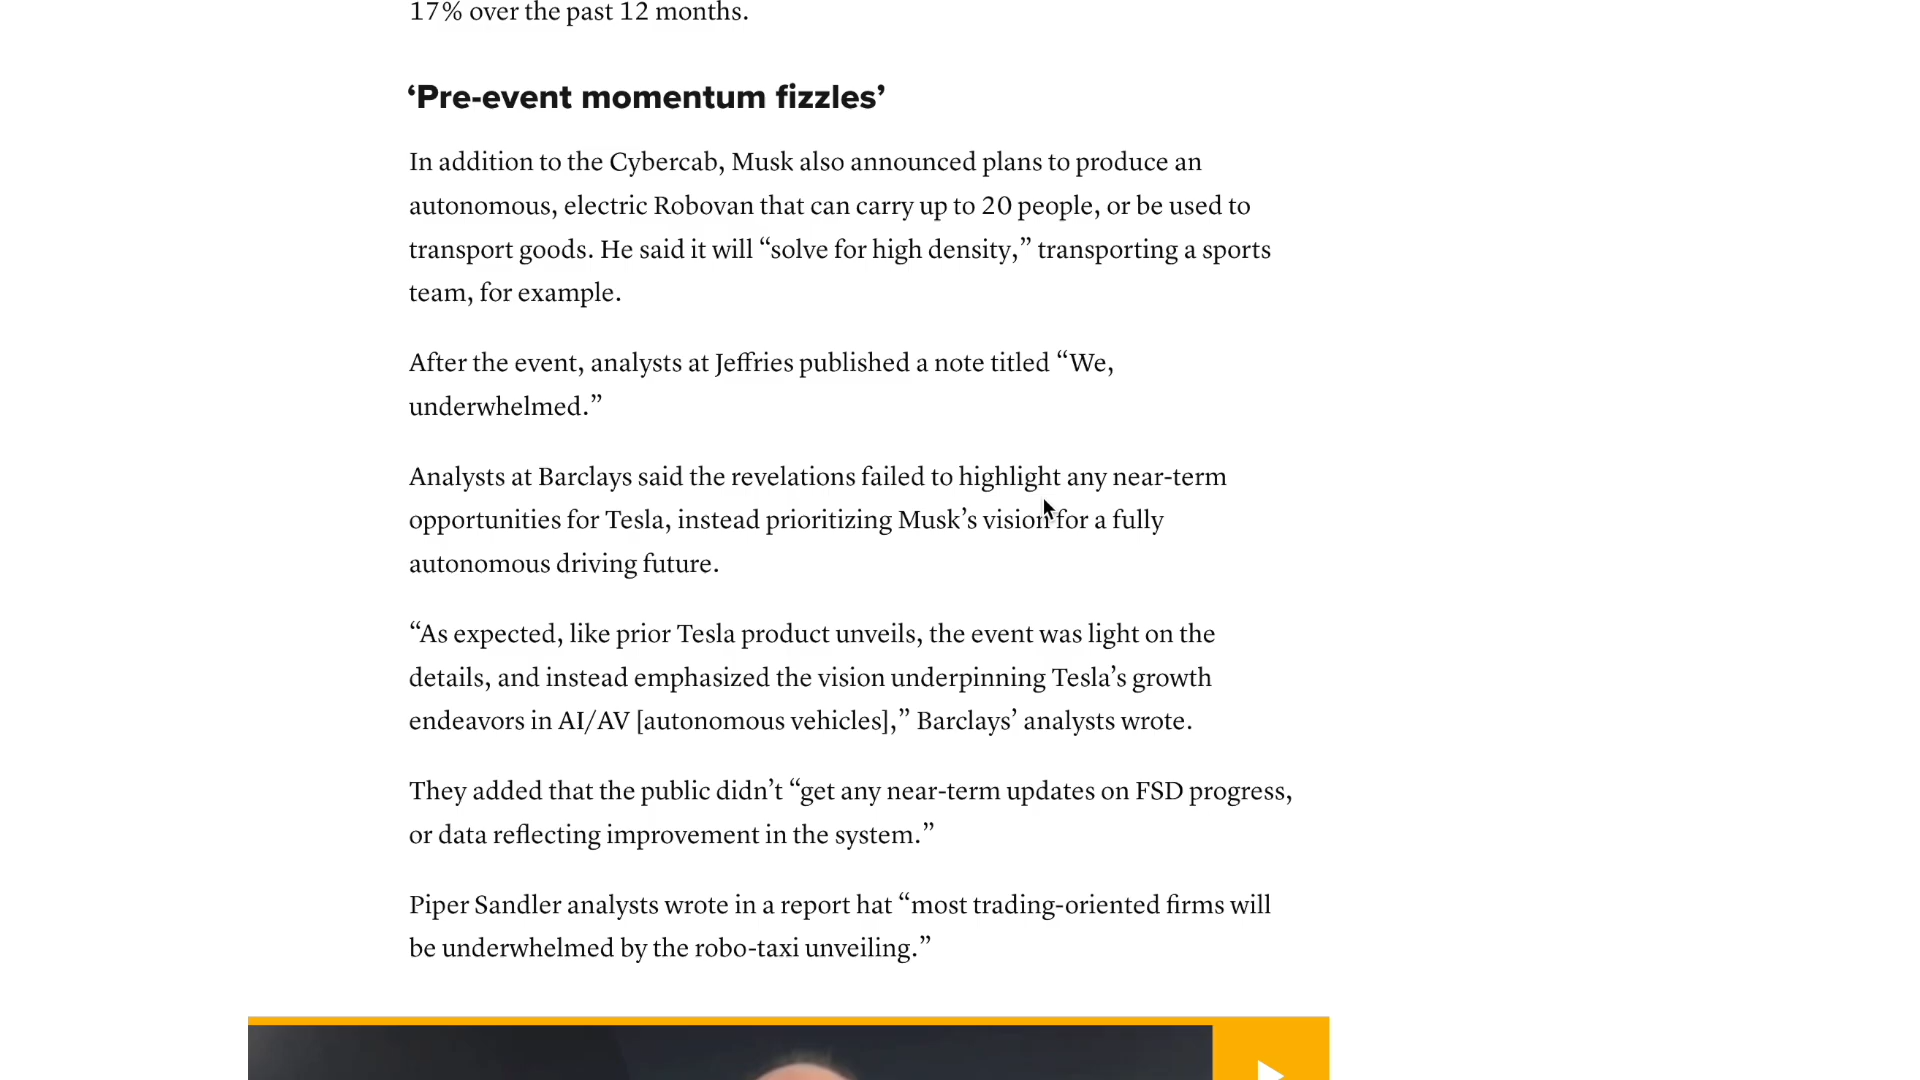 17% over the past 12 months.
‘Pre-event momentum fizzles’
In addition to the Cybercab, Musk also announced plans to produce an
autonomous, electric Robovan that can carry up to 20 people, or be used to
transport goods. He said it will “solve for high density,” transporting a sports
team, for example.
After the event, analysts at Jeffries published a note titled “We,
underwhelmed.”
Analysts at Barclays said the revelations failed to highlight any near-term
opportunities for Tesla, instead prioritizing Musk’s vision for a fully
autonomous driving future.
“As expected, like prior Tesla product unveils, the event was light on the
details, and instead emphasized the vision underpinning Tesla’s growth
endeavors in AI/AV [autonomous vehicles],” Barclays’ analysts wrote.
They added that the public didn’t “get any near-term updates on FSD progress,
or data reflecting improvement in the system.”
Piper Sandler analysts wrote in a report hat “most trading-oriented firms will
be underwhelmed by the robo-taxi unveiling.”